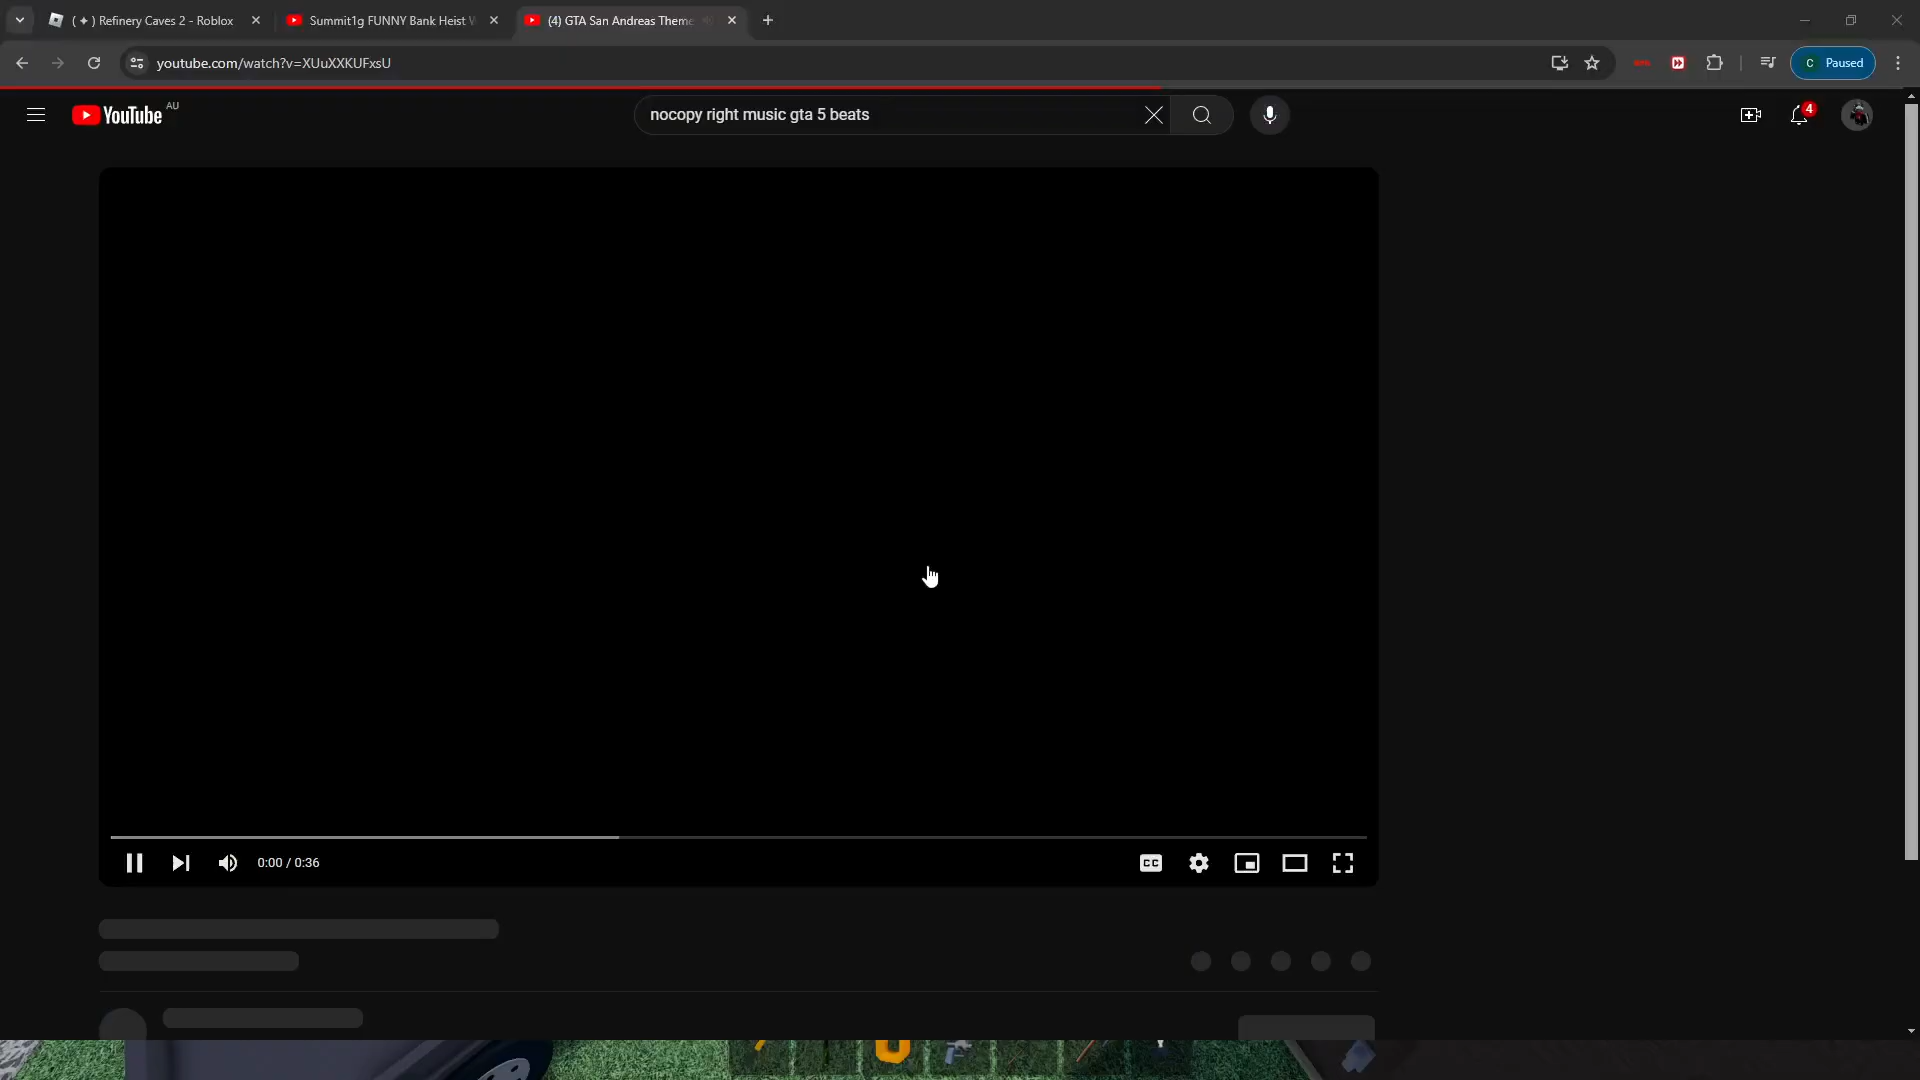 ( ✦ ) Refinery Caves 2 - Roblox
Summit1g FUNNY Bank Heist
(4) GTA San Andreas Theme
youtube.com/watch?v=XUuXXKUFxsU
C Paused
YouTube AU
nocopy right music gta 5 beats
4
0:00 / 0:36
CC